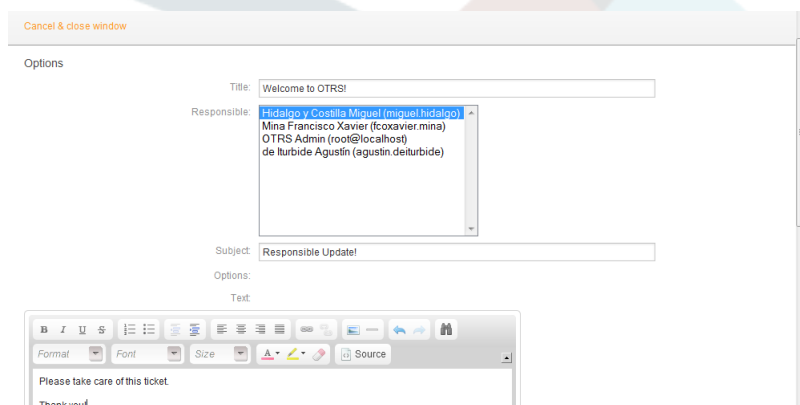 Cancel & close window
Options
Title: Welcome to OTRS!
Responsible: Hidalgo y Costilla Miguel (miguel.hidalgo)
Mina Francisco Xavier (fcoxavier.mina)
OTRS Admin (root@localhost)
de Iturbide Agustín (agustin.deiturbide)
Subject: Responsible Update!
Options:
Text:
B I U S
Format Font Size A Source
Please take care of this ticket.
Thank you!